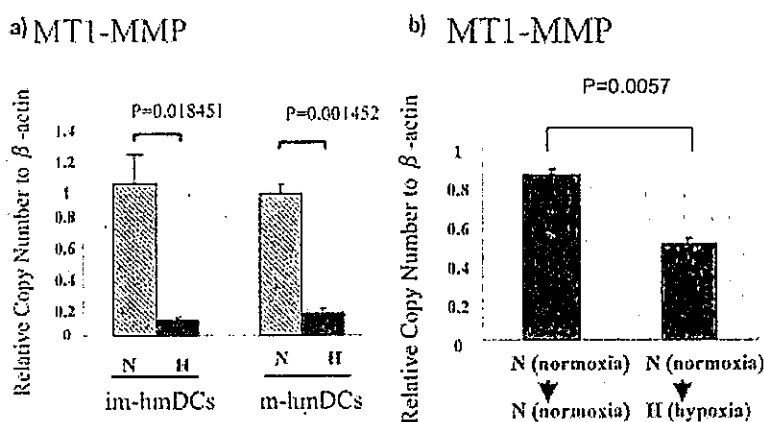 a) MT1-MMP
Relative Copy Number to β-actin
P=0.018451
P=0.001452
1.4
1.2
1
0.8
0.6
0.4
0.2
0
N H
N H
im-hmDCs
m-hmDCs
b) MT1-MMP
Relative Copy Number to β-actin
P=0.0057
1
0.8
0.6
0.4
0.2
0
N (normoxia) N (normoxia)
N (normoxia) H (hypoxia)